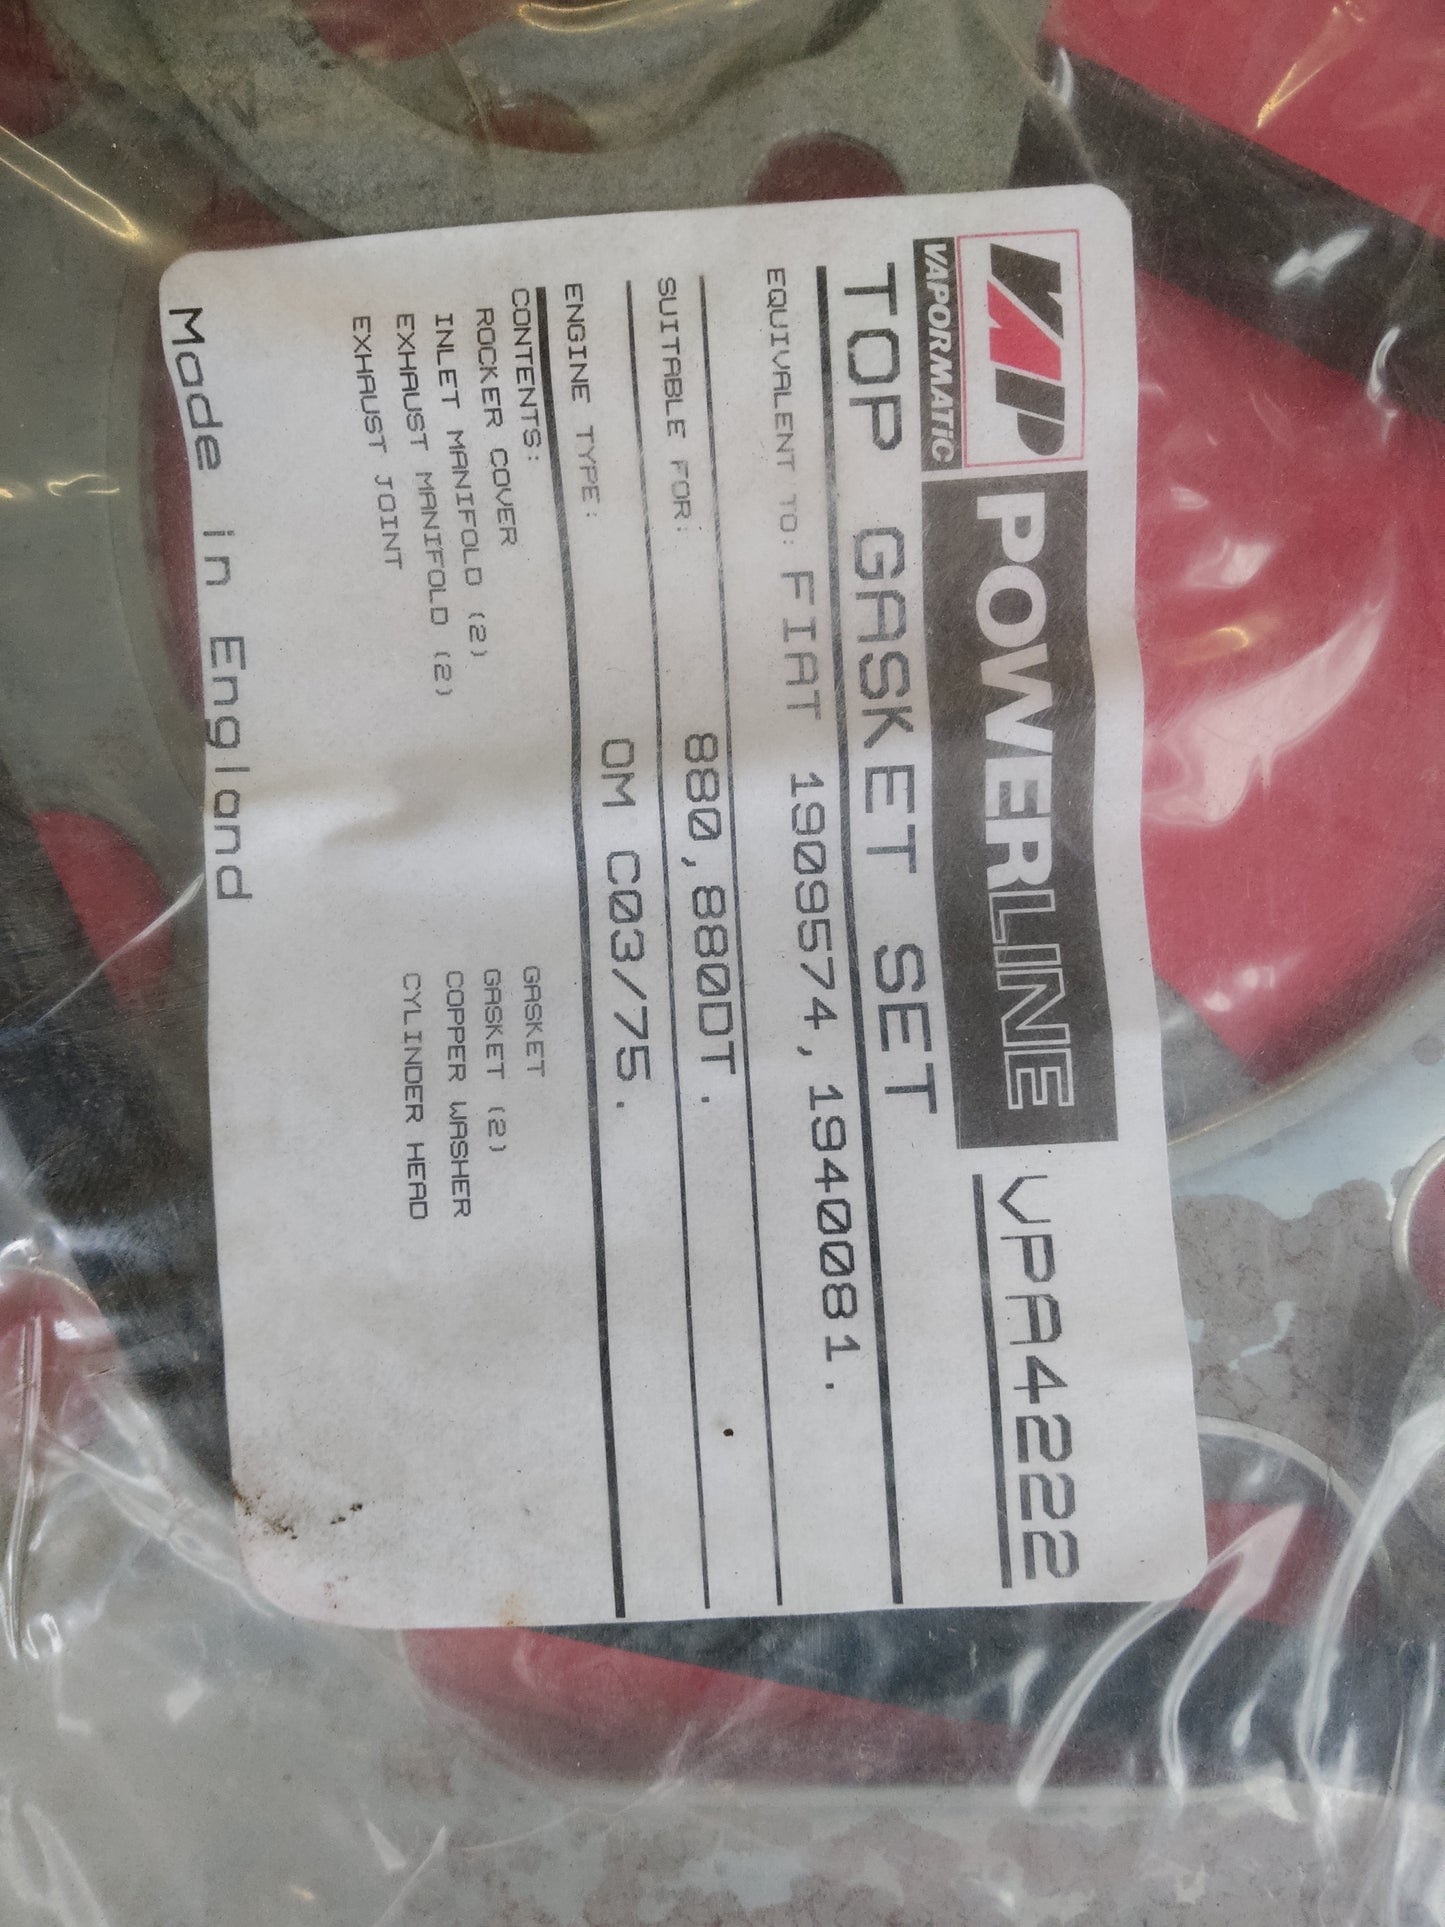 VAPORMATIC POWERLINE VPA4222
TOP GASKET SET
EQUIVALENT TO: FIAT 1909574,1940081.
SUITABLE FOR: 880,880DT.
ENGINE TYPE: OM C03/75.
CONTENTS:
ROCKER COVER GASKET
INLET MANIFOLD (2) GASKET (2)
EXHAUST MANIFOLD (2) COPPER WASHER
EXHAUST JOINT CYLINDER HEAD
Made in England